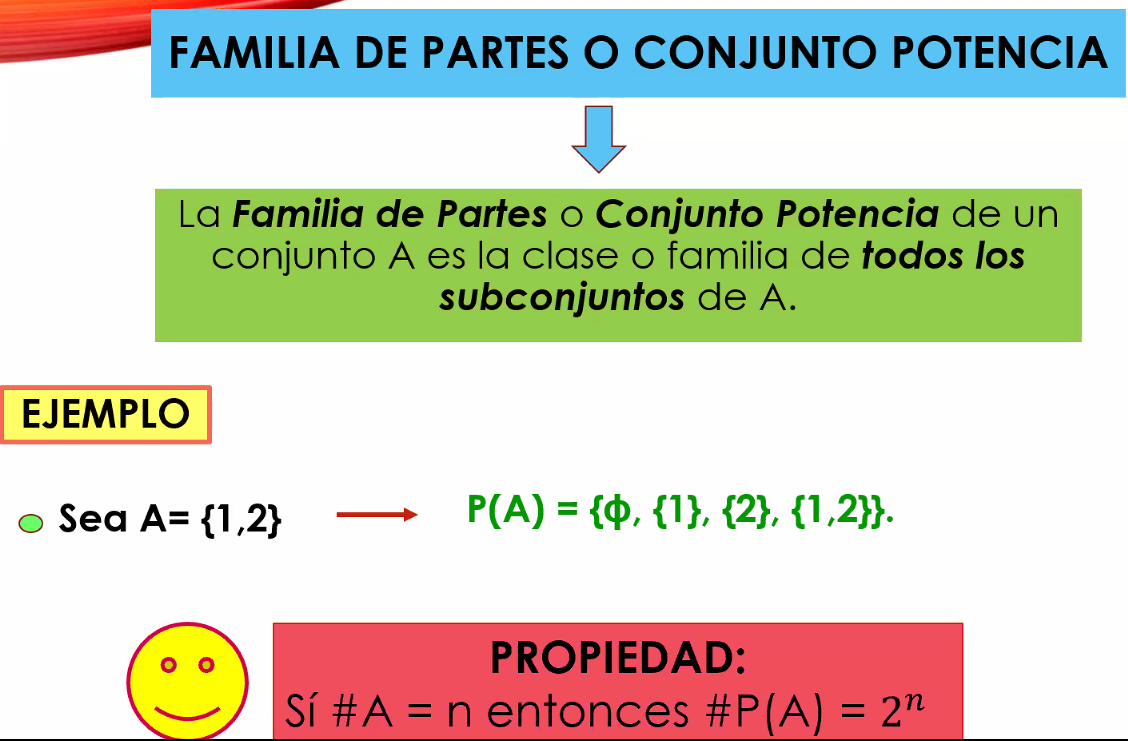 FAMILIA DE PARTES O CONJUNTO POTENCIA
La Familia de Partes o Conjunto Potencia de un
conjunto A es la clase o familia de todos los
subconjuntos de A.
EJEMPLO
Sea A= {1,2}
P(A) = {ф, {1}, {2}, {1,2}}.
PROPIEDAD:
Sí #A = n entonces #P(A) = 2ⁿ